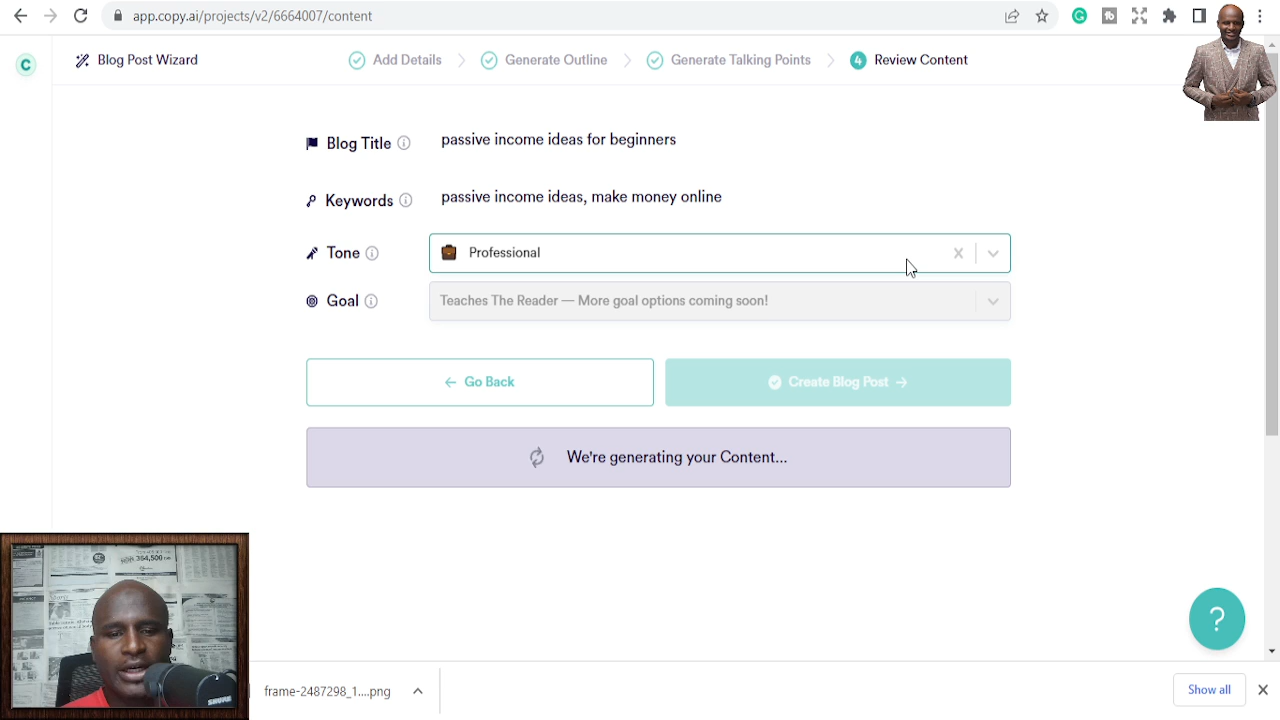 app.copy.ai/projects/v2/6664007/content
C
Blog Post Wizard
Add Details
Generate Outline
Generate Talking Points
4 Review Content
Blog Title
passive income ideas for beginners
Keywords
passive income ideas, make money online
Tone
Professional
Goal
Teaches The Reader — More goal options coming soon!
← Go Back
Create Blog Post →
We're generating your Content...
?
354,500
SHURE
frame-2487298_1....png
Show all